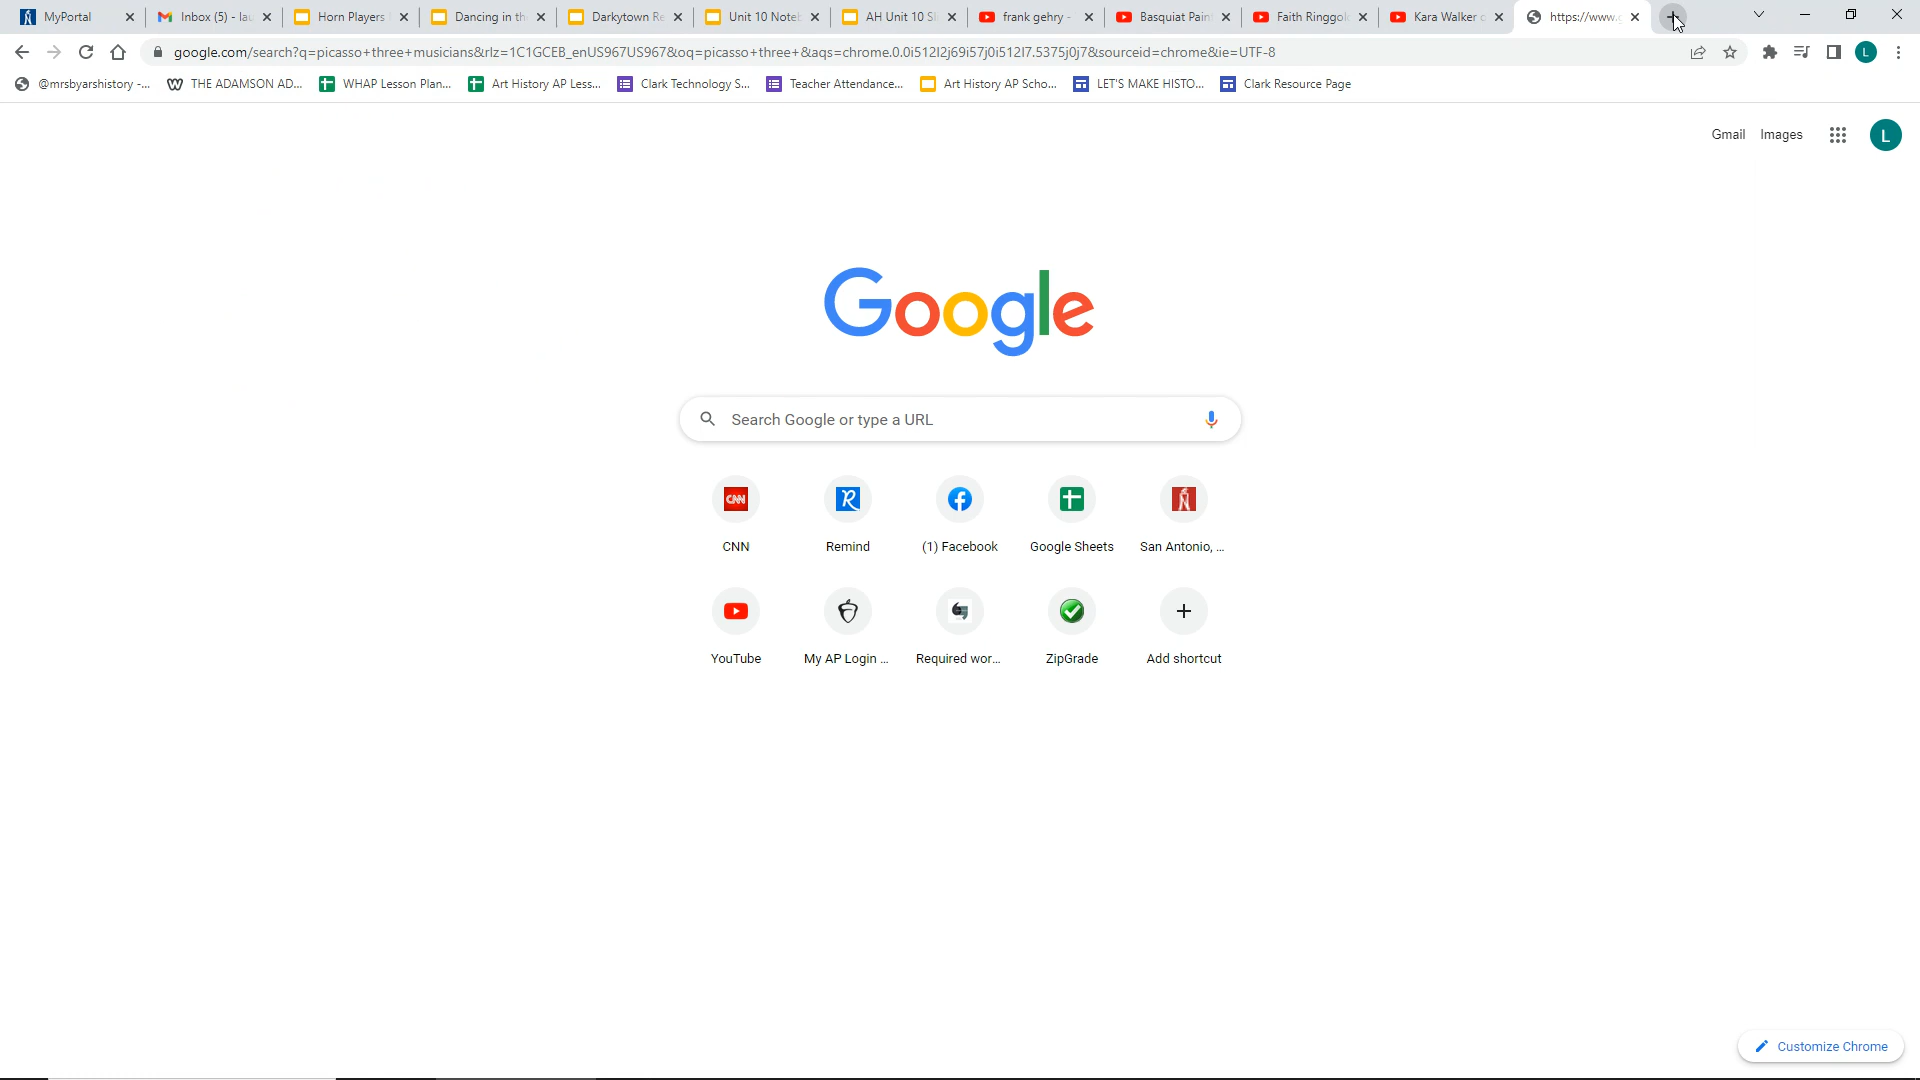 MyPortal Inbox (5) - lau Horn Players Dancing in th Darkytown Re Unit 10 Noteb AH Unit 10 Sl frank gehry - Basquiat Pain Faith Ringgol Kara Walker https://www.
google.com/search?q=picasso+three+musicians&rlz=1C1GCEB_enUS967US967&oq=picasso+three+&aqs=chrome.0.0i512l2j69i57j0i512l7.5375j0j7&sourceid=chrome&ie=UTF-8 L
@mrsbyarshistory -... THE ADAMSON AD... WHAP Lesson Plan... Art History AP Less... Clark Technology S... Teacher Attendance... Art History AP Scho... LET'S MAKE HISTO... Clark Resource Page
Gmail Images L
Google
Search Google or type a URL
CNN
CNN Remind (1) Facebook Google Sheets San Antonio, ...
YouTube My AP Login ... Required wor... ZipGrade Add shortcut
Customize Chrome